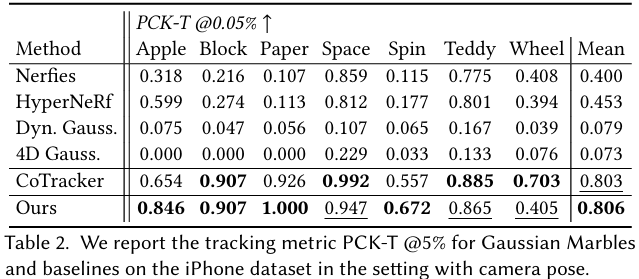 PCK-T @0.05% ↑
Method Apple Block Paper Space Spin Teddy Wheel Mean
Nerfies 0.318 0.216 0.107 0.859 0.115 0.775 0.408 0.400
HyperNeRf 0.599 0.274 0.113 0.812 0.177 0.801 0.394 0.453
Dyn. Gauss. 0.075 0.047 0.056 0.107 0.065 0.167 0.039 0.079
4D Gauss. 0.000 0.000 0.000 0.229 0.033 0.133 0.076 0.073
CoTracker 0.654 0.907 0.926 0.992 0.557 0.885 0.703 0.803
Ours 0.846 0.907 1.000 0.947 0.672 0.865 0.405 0.806
Table 2. We report the tracking metric PCK-T @5% for Gaussian Marbles
and baselines on the iPhone dataset in the setting with camera pose.